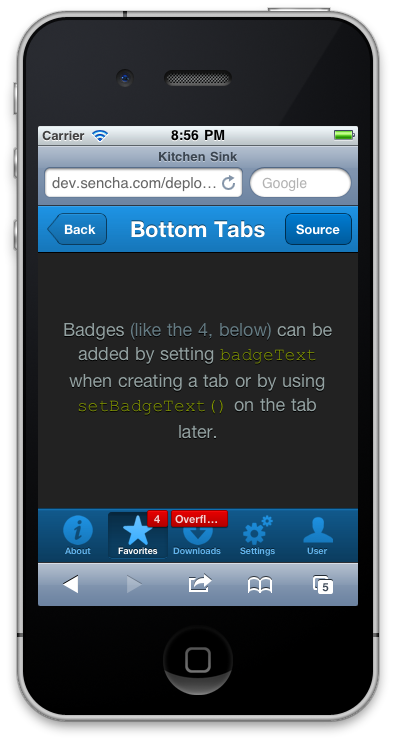 Carrier 8:56 PM
Kitchen Sink
dev.sencha.com/deplo... Google
Back Bottom Tabs Source
Badges (like the 4, below) can be
added by setting badgeText
when creating a tab or by using
setBadgeText() on the tab
later.
4 Overfl...
About Favorites Downloads Settings User
5